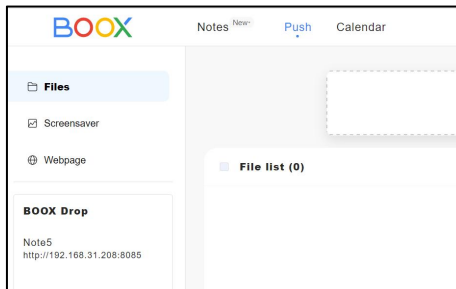 BOOX
Notes New+ Push Calendar
Files
Screensaver
Webpage
File list (0)
BOOX Drop
Note5
http://192.168.31.208:8085